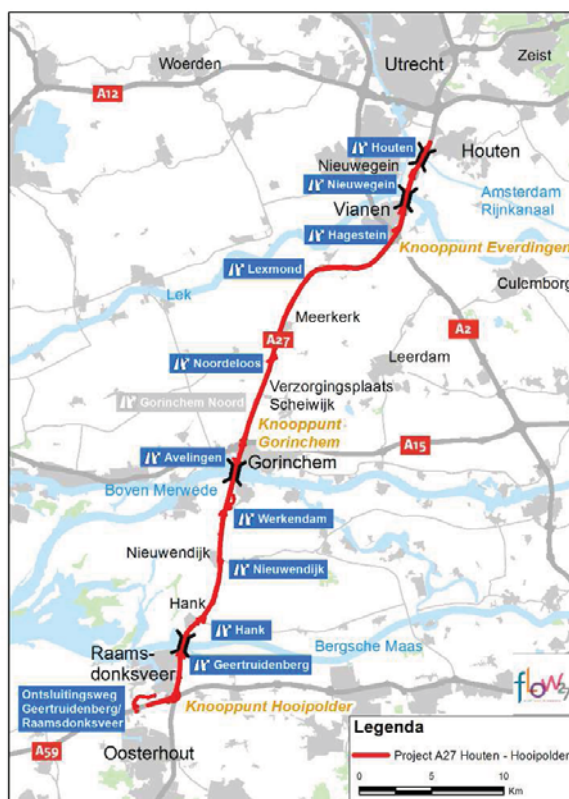 Woerden
Utrecht
Zeist
A12
Houten
Houten
Nieuwegein
Nieuwegein
Amsterdam
Rijnkanaal
Vianen
Hagestein
Knooppunt Everdingen
Lexmond
Lek
Culemborg
Meerkerk
A27
A2
Noordeloos
Leerdam
Verzorgingsplaats
Scheiwijk
Gorinchem Noord
Knooppunt
Gorinchem
A15
Avelingen
Gorinchem
Boven Merwede
Werkendam
Nieuwendijk
Nieuwendijk
Hank
Hank
Bergsche Maas
Raams-
donksveer
Geertruidenberg
flow27
Ontsluitingsweg
Geertruidenberg/
Raamsdonksveer
Knooppunt Hooipolder
Legenda
A59
Project A27 Houten - Hooipolder
Oosterhout
0 5 10
Km